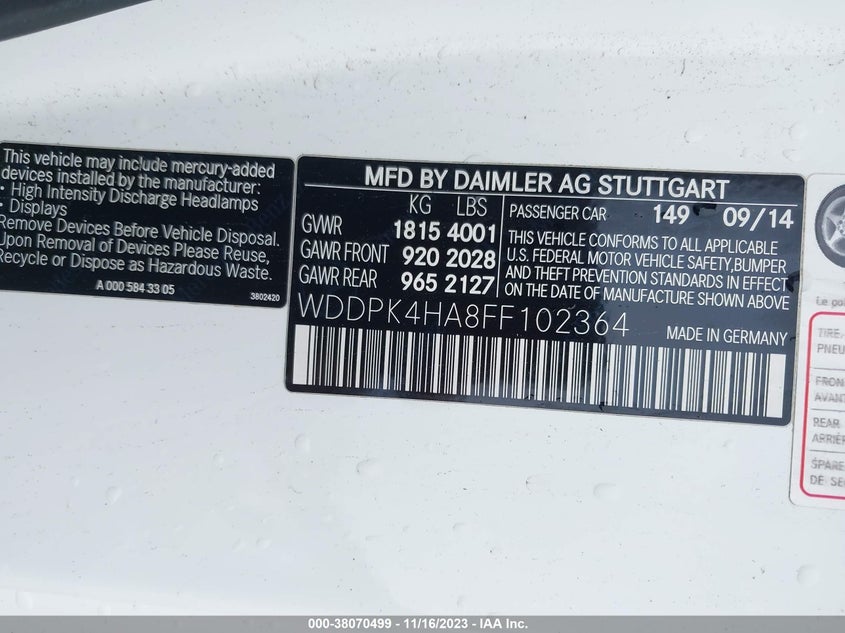 This vehicle may include mercury-added
devices installed by the manufacturer:
• High Intensity Discharge Headlamps
• Displays
Remove Devices Before Vehicle Disposal.
Upon Removal of Devices Please Reuse,
Recycle or Dispose as Hazardous Waste.
A 000 584 33 05
3802420
MFD BY DAIMLER AG STUTTGART
KG LBS
GVWR 1815 4001
GAWR FRONT 920 2028
GAWR REAR 965 2127
PASSENGER CAR 149 09/14
THIS VEHICLE CONFORMS TO ALL APPLICABLE
U.S. FEDERAL MOTOR VEHICLE SAFETY,BUMPER
AND THEFT PREVENTION STANDARDS IN EFFECT
ON THE DATE OF MANUFACTURE SHOWN ABOVE
WDDPK4HA8FF102364
MADE IN GERMANY
TIRE
PNEU
FRON
AVANT
REAR
ARRIÈR
SPARE
DE SE
000-38070499 - 11/16/2023 - IAA Inc.